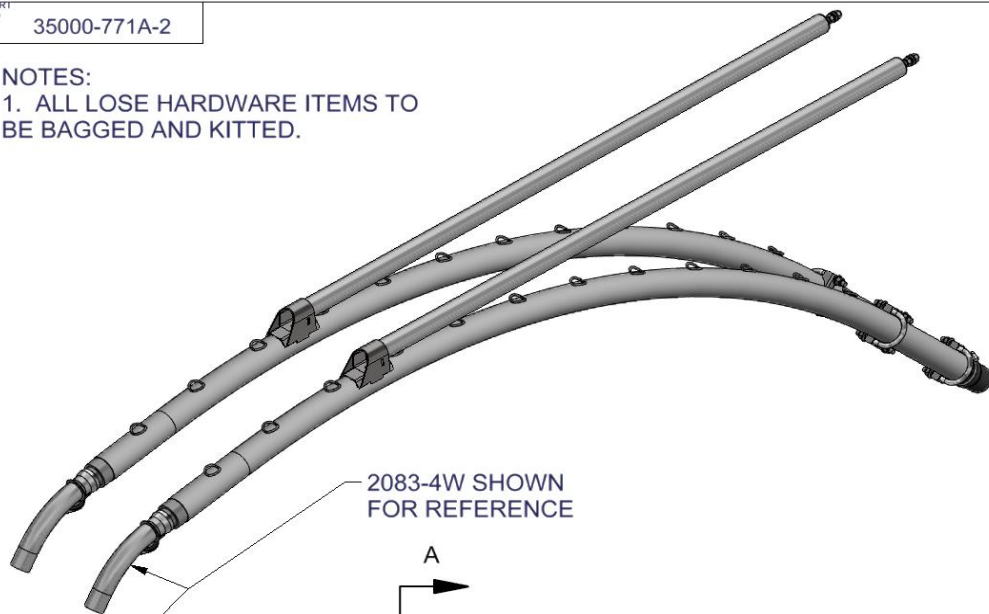 35000-771A-2
NOTES:
1. ALL LOSE HARDWARE ITEMS TO
BE BAGGED AND KITTED.
2083-4W SHOWN
FOR REFERENCE
A